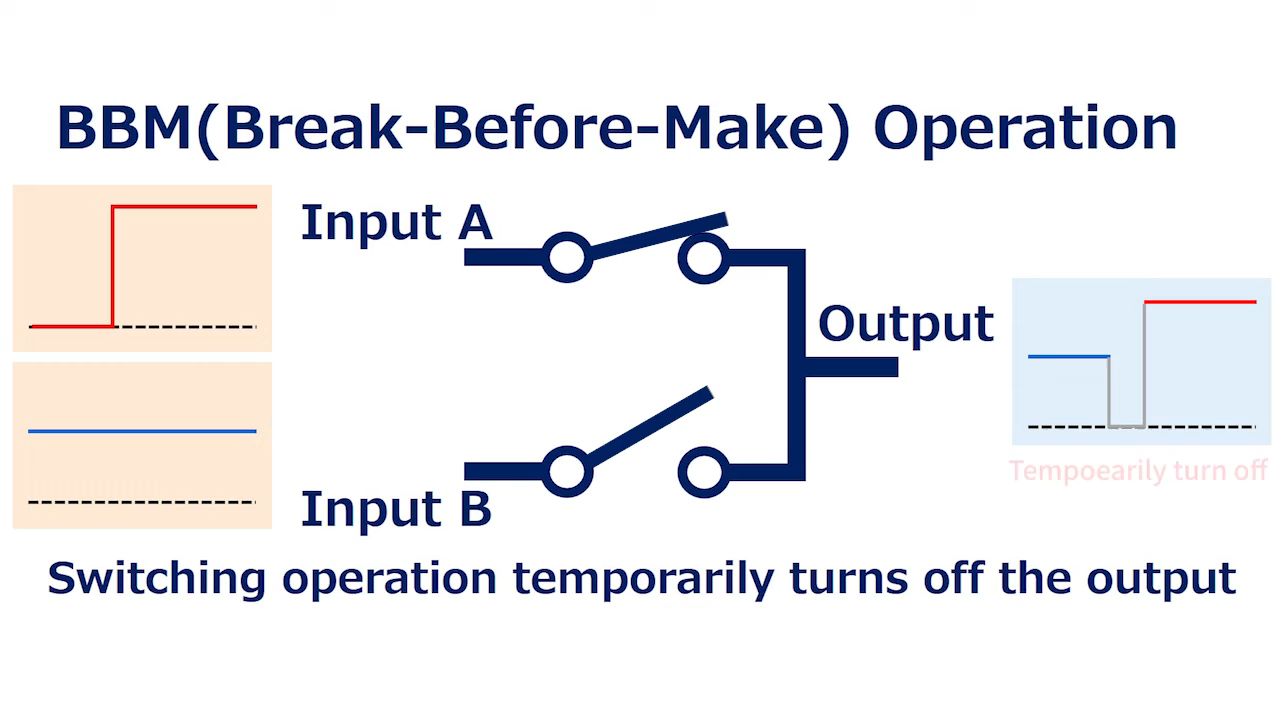 BBM(Break-Before-Make) Operation
Input A
Output
Tempoearily turn off
Input B
Switching operation temporarily turns off the output